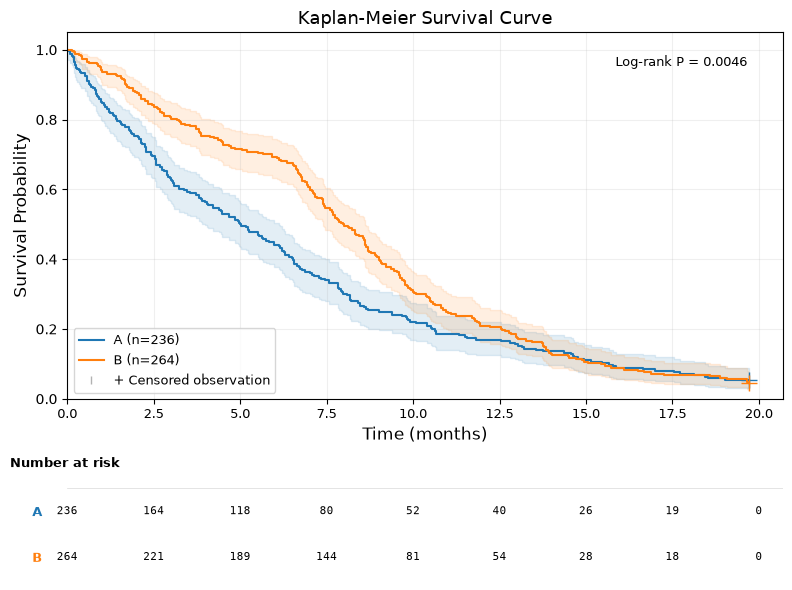 Kaplan-Meier Survival Curve
Log-rank P = 0.0046
Survival Probability
1.0
0.8
0.6
0.4
0.2
0.0
A (n=236)
B (n=264)
+ Censored observation
0.0 2.5 5.0 7.5 10.0 12.5 15.0 17.5 20.0
Time (months)
Number at risk
A 236 164 118 80 52 40 26 19 0
B 264 221 189 144 81 54 28 18 0